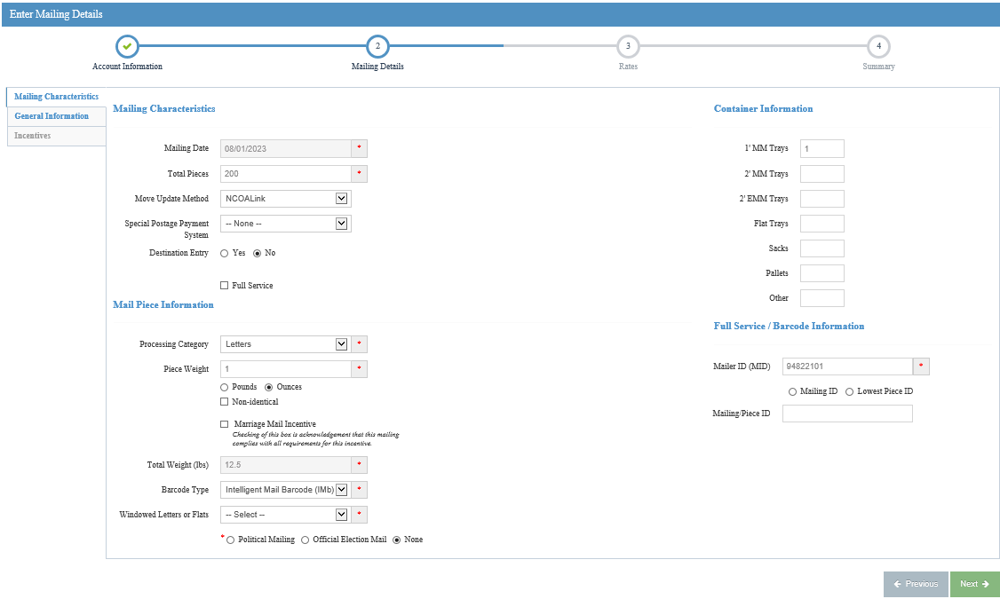 Enter Mailing Details
2
3
4
Account Information
Mailing Details
Rates
Summary
Mailing Characteristics
General Information
Incentives
Mailing Characteristics
Mailing Date 08/01/2023 *
Total Pieces 200 *
Move Update Method NCOALink
Special Postage Payment -- None --
System
Destination Entry Yes No
Full Service
Mail Piece Information
Processing Category Letters *
Piece Weight 1 *
Pounds Ounces
Non-identical
Marriage Mail Incentive
Checking of this box is acknowledgement that this mailing
complies with all requirements for this incentive.
Total Weight (lbs) 12.5 *
Barcode Type Intelligent Mail Barcode (IMb) *
Windowed Letters or Flats -- Select -- *
* Political Mailing Official Election Mail None
Container Information
1' MM Trays 1
2' MM Trays
2' EMM Trays
Flat Trays
Sacks
Pallets
Other
Full Service / Barcode Information
Mailer ID (MID) 94822101 *
Mailing ID Lowest Piece ID
Mailing/Piece ID
← Previous
Next →